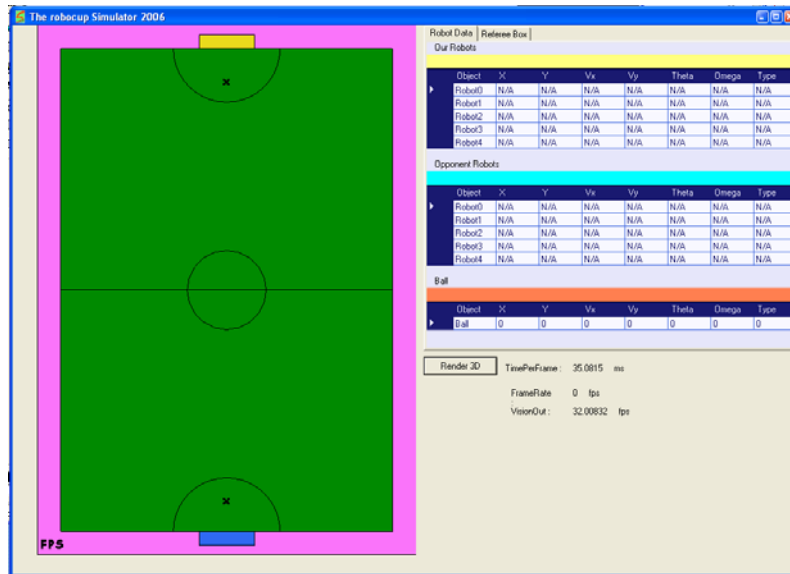 The robocup Simulator 2006
Robot Data Referee Box
Our Robots
Object X Y Vx Vy Theta Omega Type
Robot0 N/A N/A N/A N/A N/A N/A N/A
Robot1 N/A N/A N/A N/A N/A N/A N/A
Robot2 N/A N/A N/A N/A N/A N/A N/A
Robot3 N/A N/A N/A N/A N/A N/A N/A
Robot4 N/A N/A N/A N/A N/A N/A N/A
Opponent Robots
Object X Y Vx Vy Theta Omega Type
Robot0 N/A N/A N/A N/A N/A N/A N/A
Robot1 N/A N/A N/A N/A N/A N/A N/A
Robot2 N/A N/A N/A N/A N/A N/A N/A
Robot3 N/A N/A N/A N/A N/A N/A N/A
Robot4 N/A N/A N/A N/A N/A N/A N/A
Ball
Object X Y Vx Vy Theta Omega Type
Ball 0 0 0 0 0 0 0
Render 3D TimePerFrame : 35.0815 ms
FrameRate : 0 fps
VisionOut : 32.00832 fps
FPS